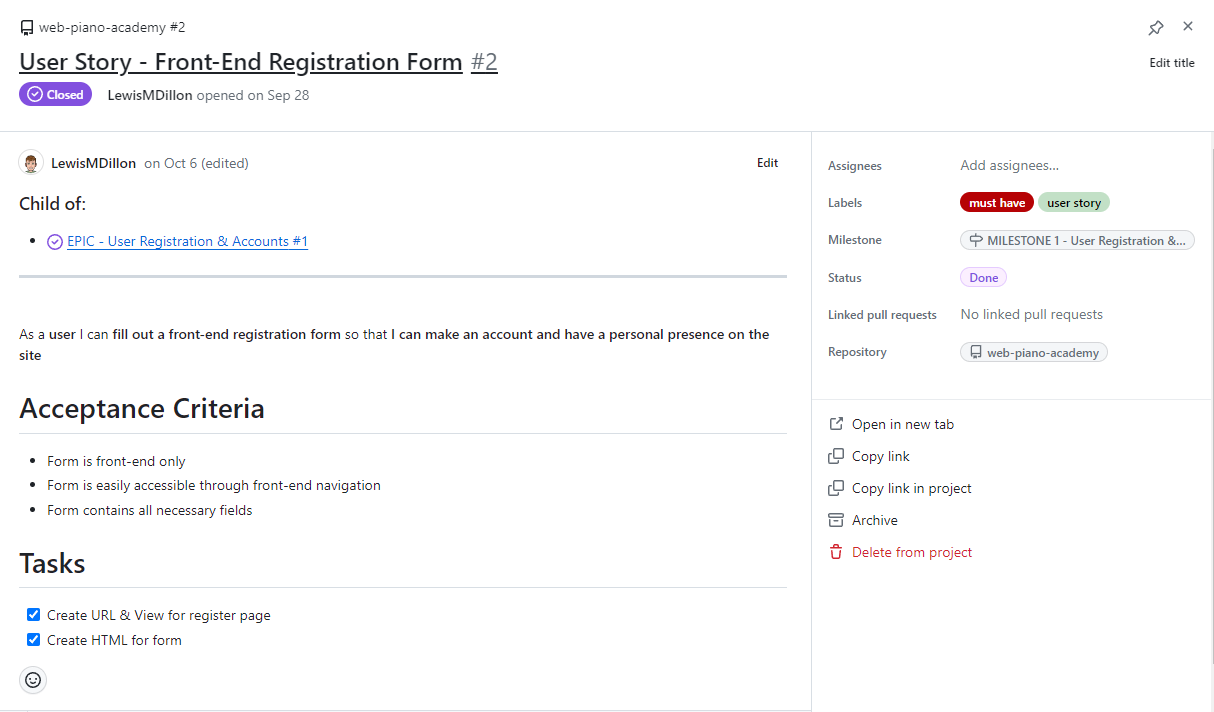 web-piano-academy #2
User Story - Front-End Registration Form #2
Edit title
Closed
LewisMDillon opened on Sep 28
LewisMDillon on Oct 6 (edited)
Edit
Child of:
EPIC - User Registration & Accounts #1
As a user I can fill out a front-end registration form so that I can make an account and have a personal presence on the
site
Acceptance Criteria
Form is front-end only
Form is easily accessible through front-end navigation
Form contains all necessary fields
Tasks
Create URL & View for register page
Create HTML for form
Assignees
Add assignees...
Labels
must have
user story
Milestone
MILESTONE 1 - User Registration &...
Status
Done
Linked pull requests
No linked pull requests
Repository
web-piano-academy
Open in new tab
Copy link
Copy link in project
Archive
Delete from project